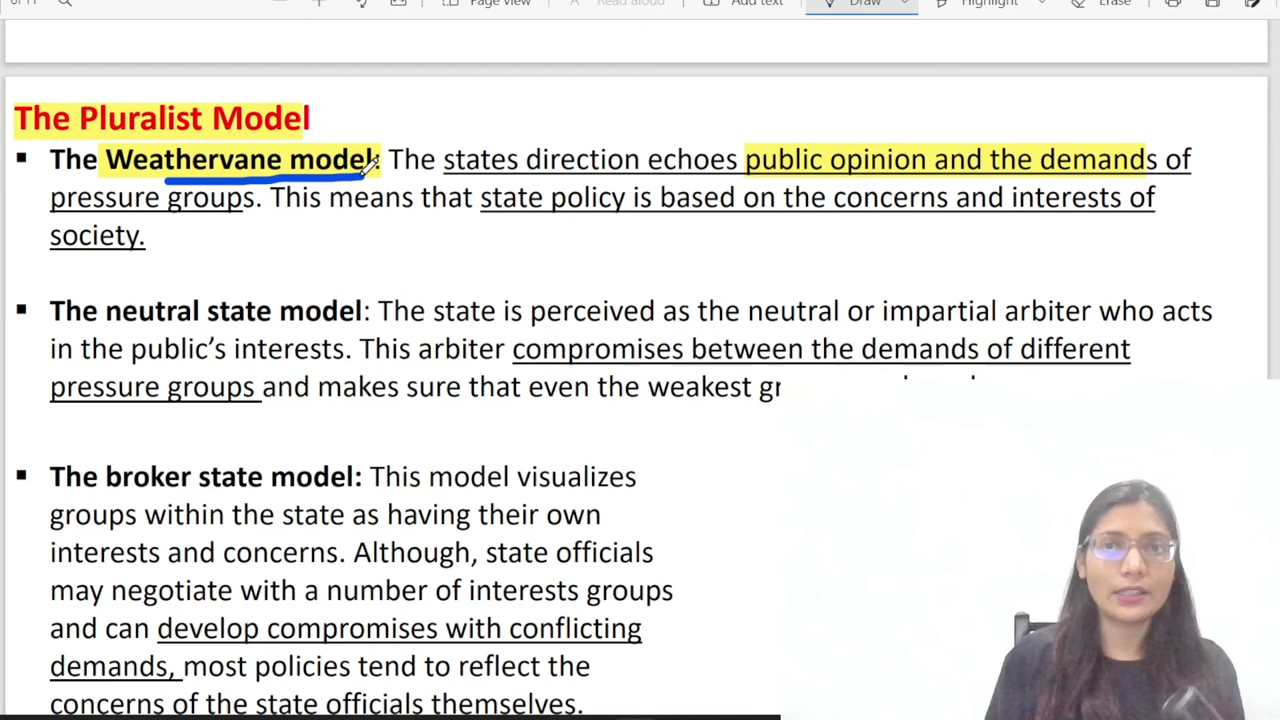 of 11
Page view
Read aloud
Add text
Draw
Highlight
Erase
The Pluralist Model
▪ The Weathervane model: The states direction echoes public opinion and the demands of
pressure groups. This means that state policy is based on the concerns and interests of
society.
▪ The neutral state model: The state is perceived as the neutral or impartial arbiter who acts
in the public’s interests. This arbiter compromises between the demands of different
pressure groups and makes sure that even the weakest
▪ The broker state model: This model visualizes
groups within the state as having their own
interests and concerns. Although, state officials
may negotiate with a number of interests groups
and can develop compromises with conflicting
demands, most policies tend to reflect the
concerns of the state officials themselves.